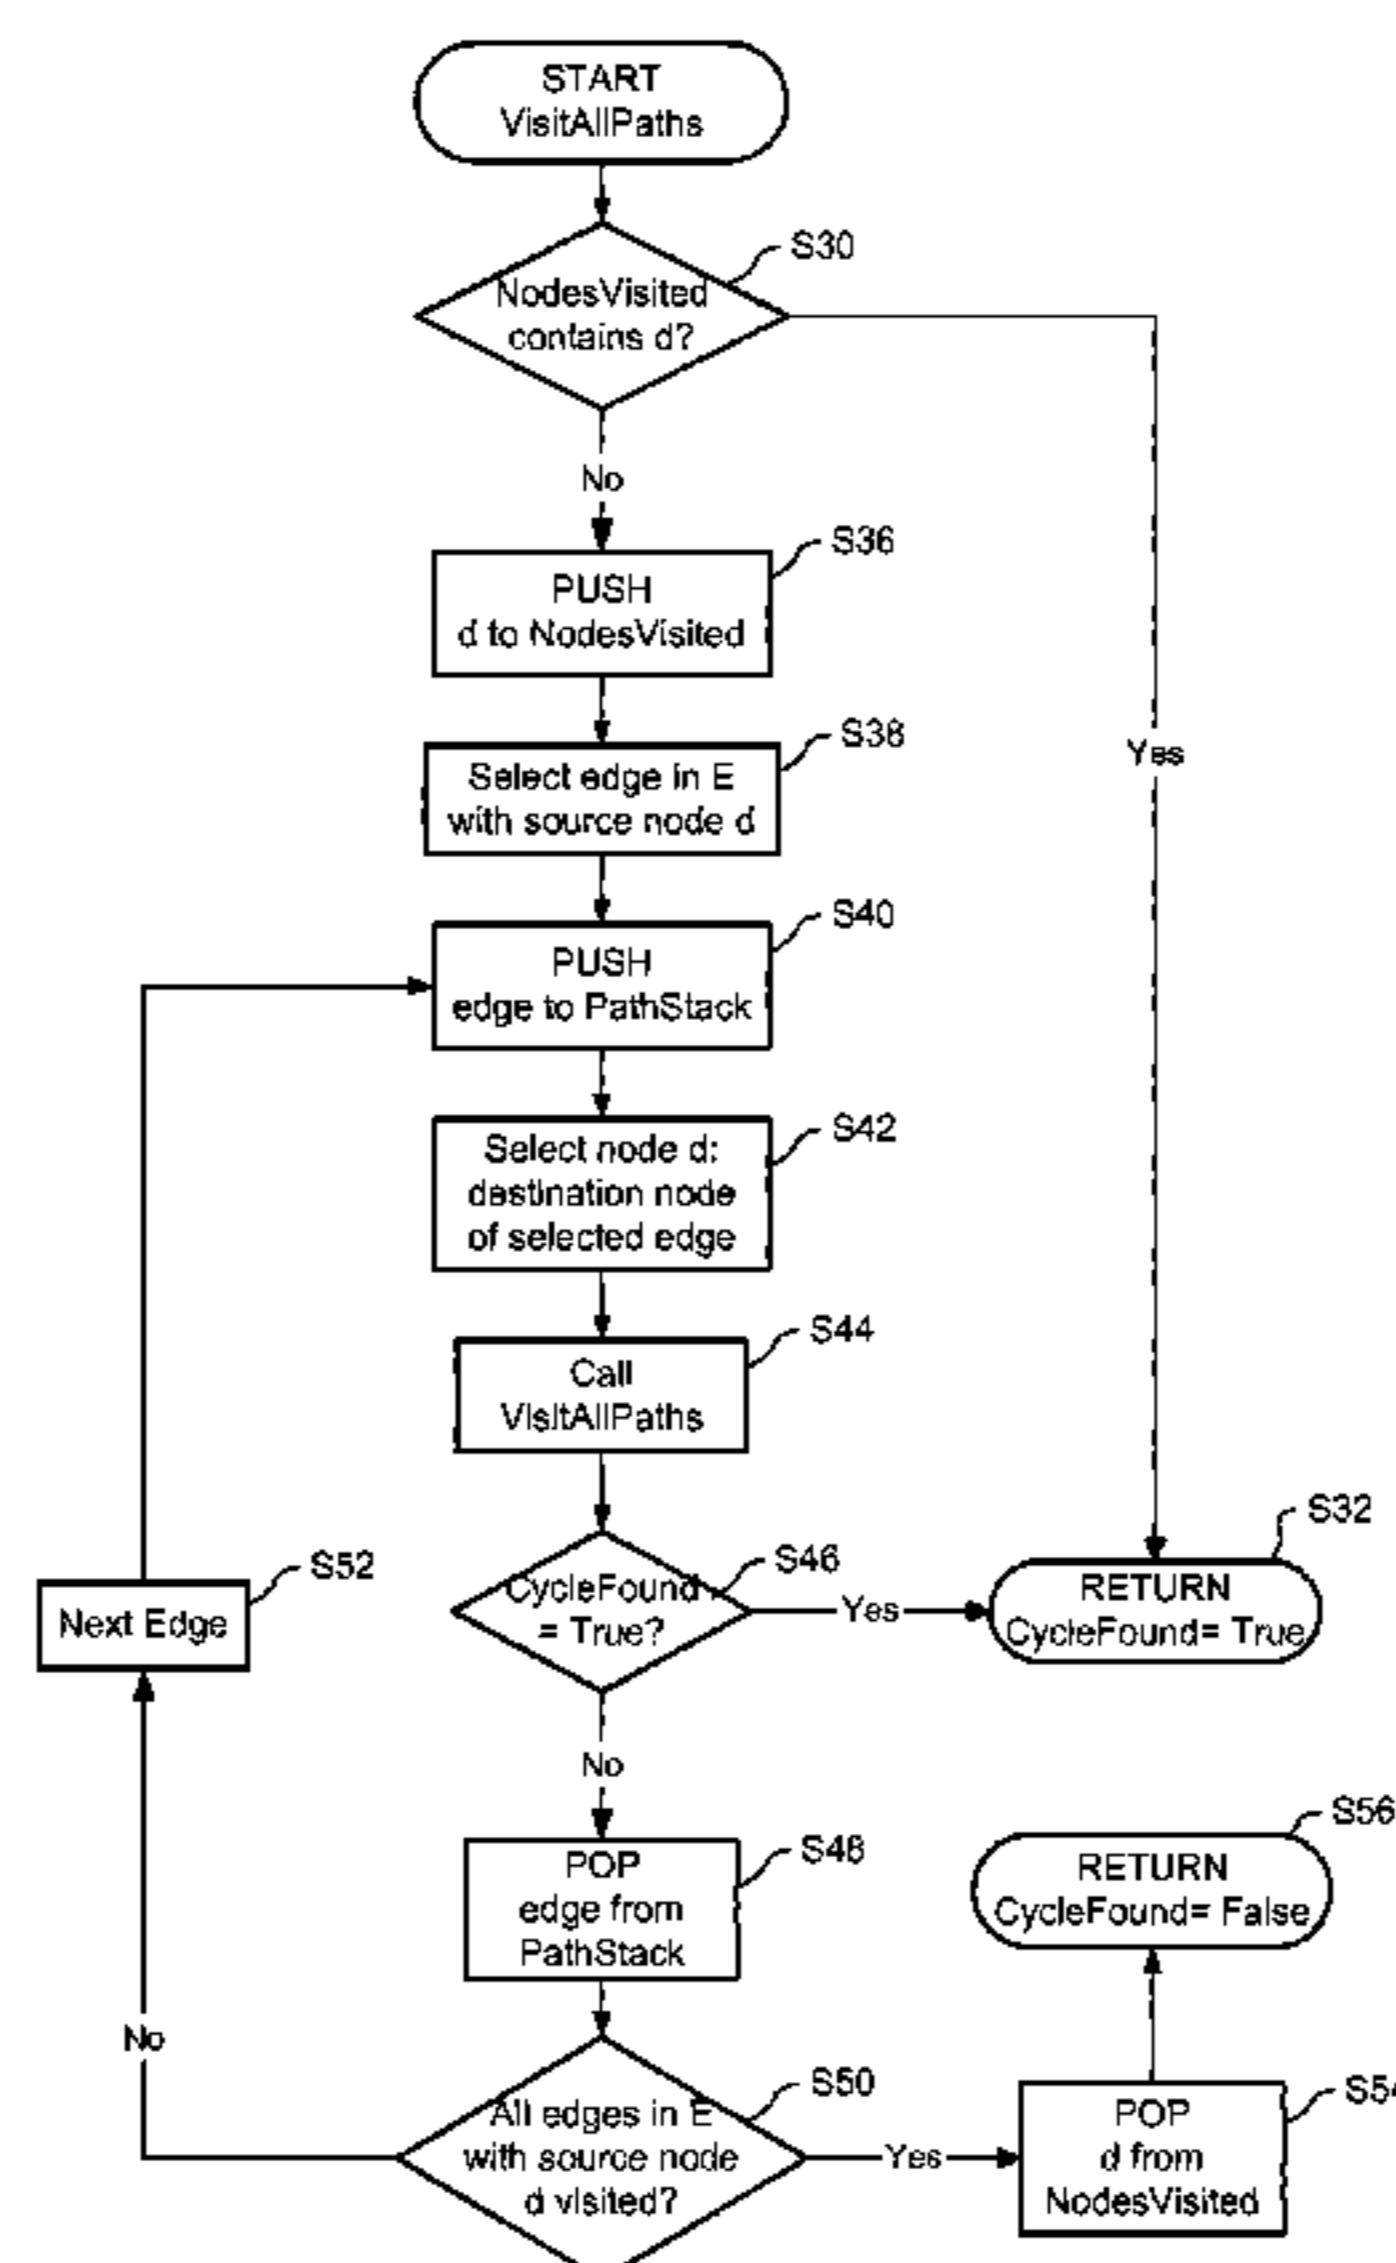 START
VisitAllPaths
S30
NodesVisited
contains d?
No
Yes
S36
PUSH
d to NodesVisited
S38
Select edge in E
with source node d
S40
PUSH
edge to PathStack
S42
Select node d:
destination node
of selected edge
S44
Call
VisitAllPaths
S46
CycleFound
= True?
Yes
S32
RETURN
CycleFound= True
S52
Next Edge
No
S48
POP
edge from
PathStack
S56
RETURN
CycleFound= False
No
S50
All edges in E
with source node
d visited?
Yes
S54
POP
d from
NodesVisited